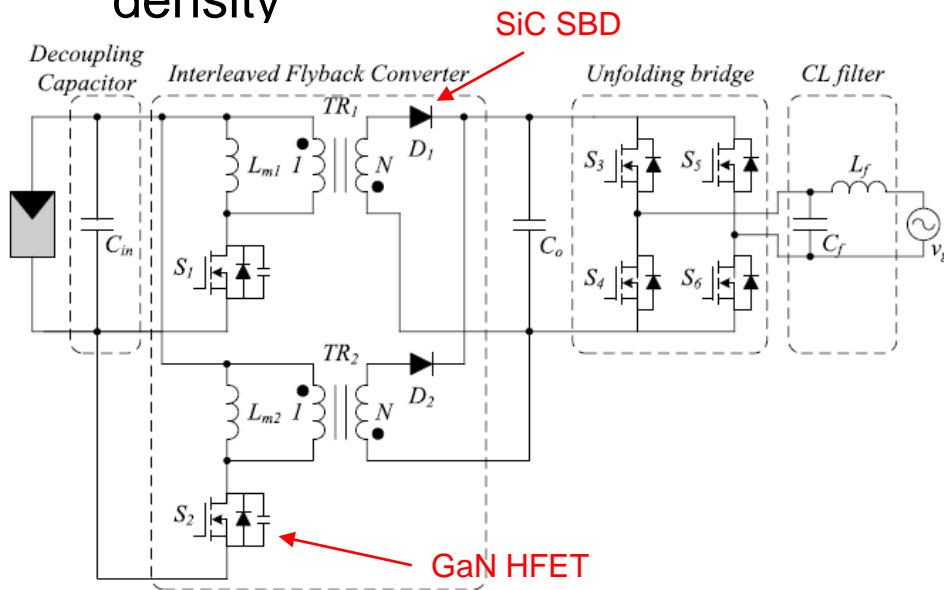 density
SiC SBD
Decoupling
Capacitor
Interleaved Flyback Converter
Unfolding bridge
CL filter
TR1
D1
Lm1
1
N
S3
S5
Lf
Cin
Co
Cf
vg
S1
S4
S6
TR2
D2
Lm2
1
N
S2
GaN HFET